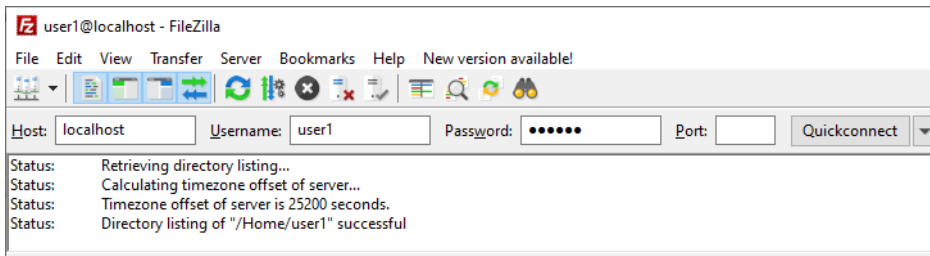 user1@localhost - FileZilla
File Edit View Transfer Server Bookmarks Help New version available!
Host: localhost Username: user1 Password: ●●●●●● Port: Quickconnect
Status: Retrieving directory listing...
Status: Calculating timezone offset of server...
Status: Timezone offset of server is 25200 seconds.
Status: Directory listing of "/Home/user1" successful